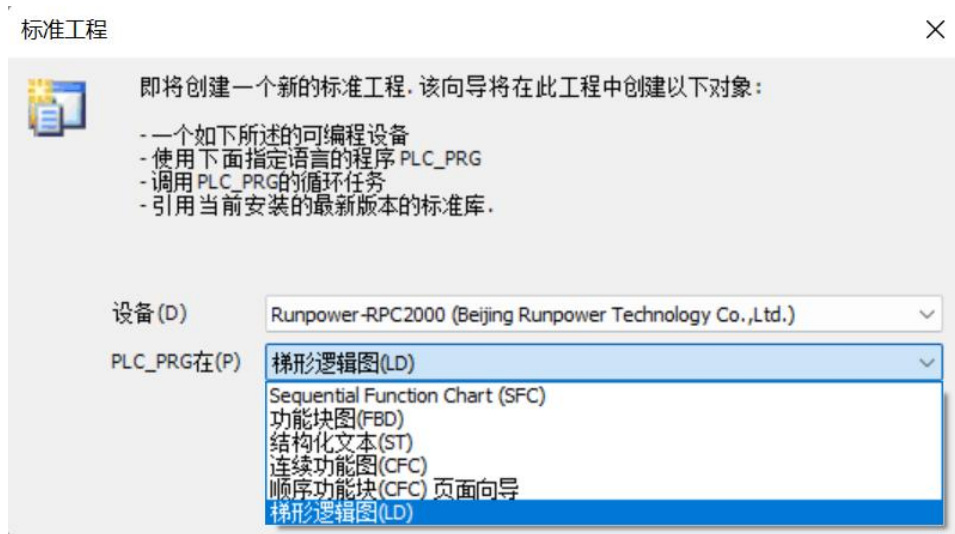 标准工程
即将创建一个新的标准工程.该向导将在此工程中创建以下对象:
-一个如下所述的可编程设备
-使用下面指定语言的程序PLC_PRG
-调用PLC_PRG的循环任务
-引用当前安装的最新版本的标准库.
设备(D)
Runpower-RPC2000 (Beijing Runpower Technology Co.,Ltd.)
PLC_PRG在(P)
梯形逻辑图(LD)
Sequential Function Chart (SFC)
功能块图(FBD)
结构化文本(ST)
连续功能图(CFC)
顺序功能块(CFC) 页面向导
梯形逻辑图(LD)